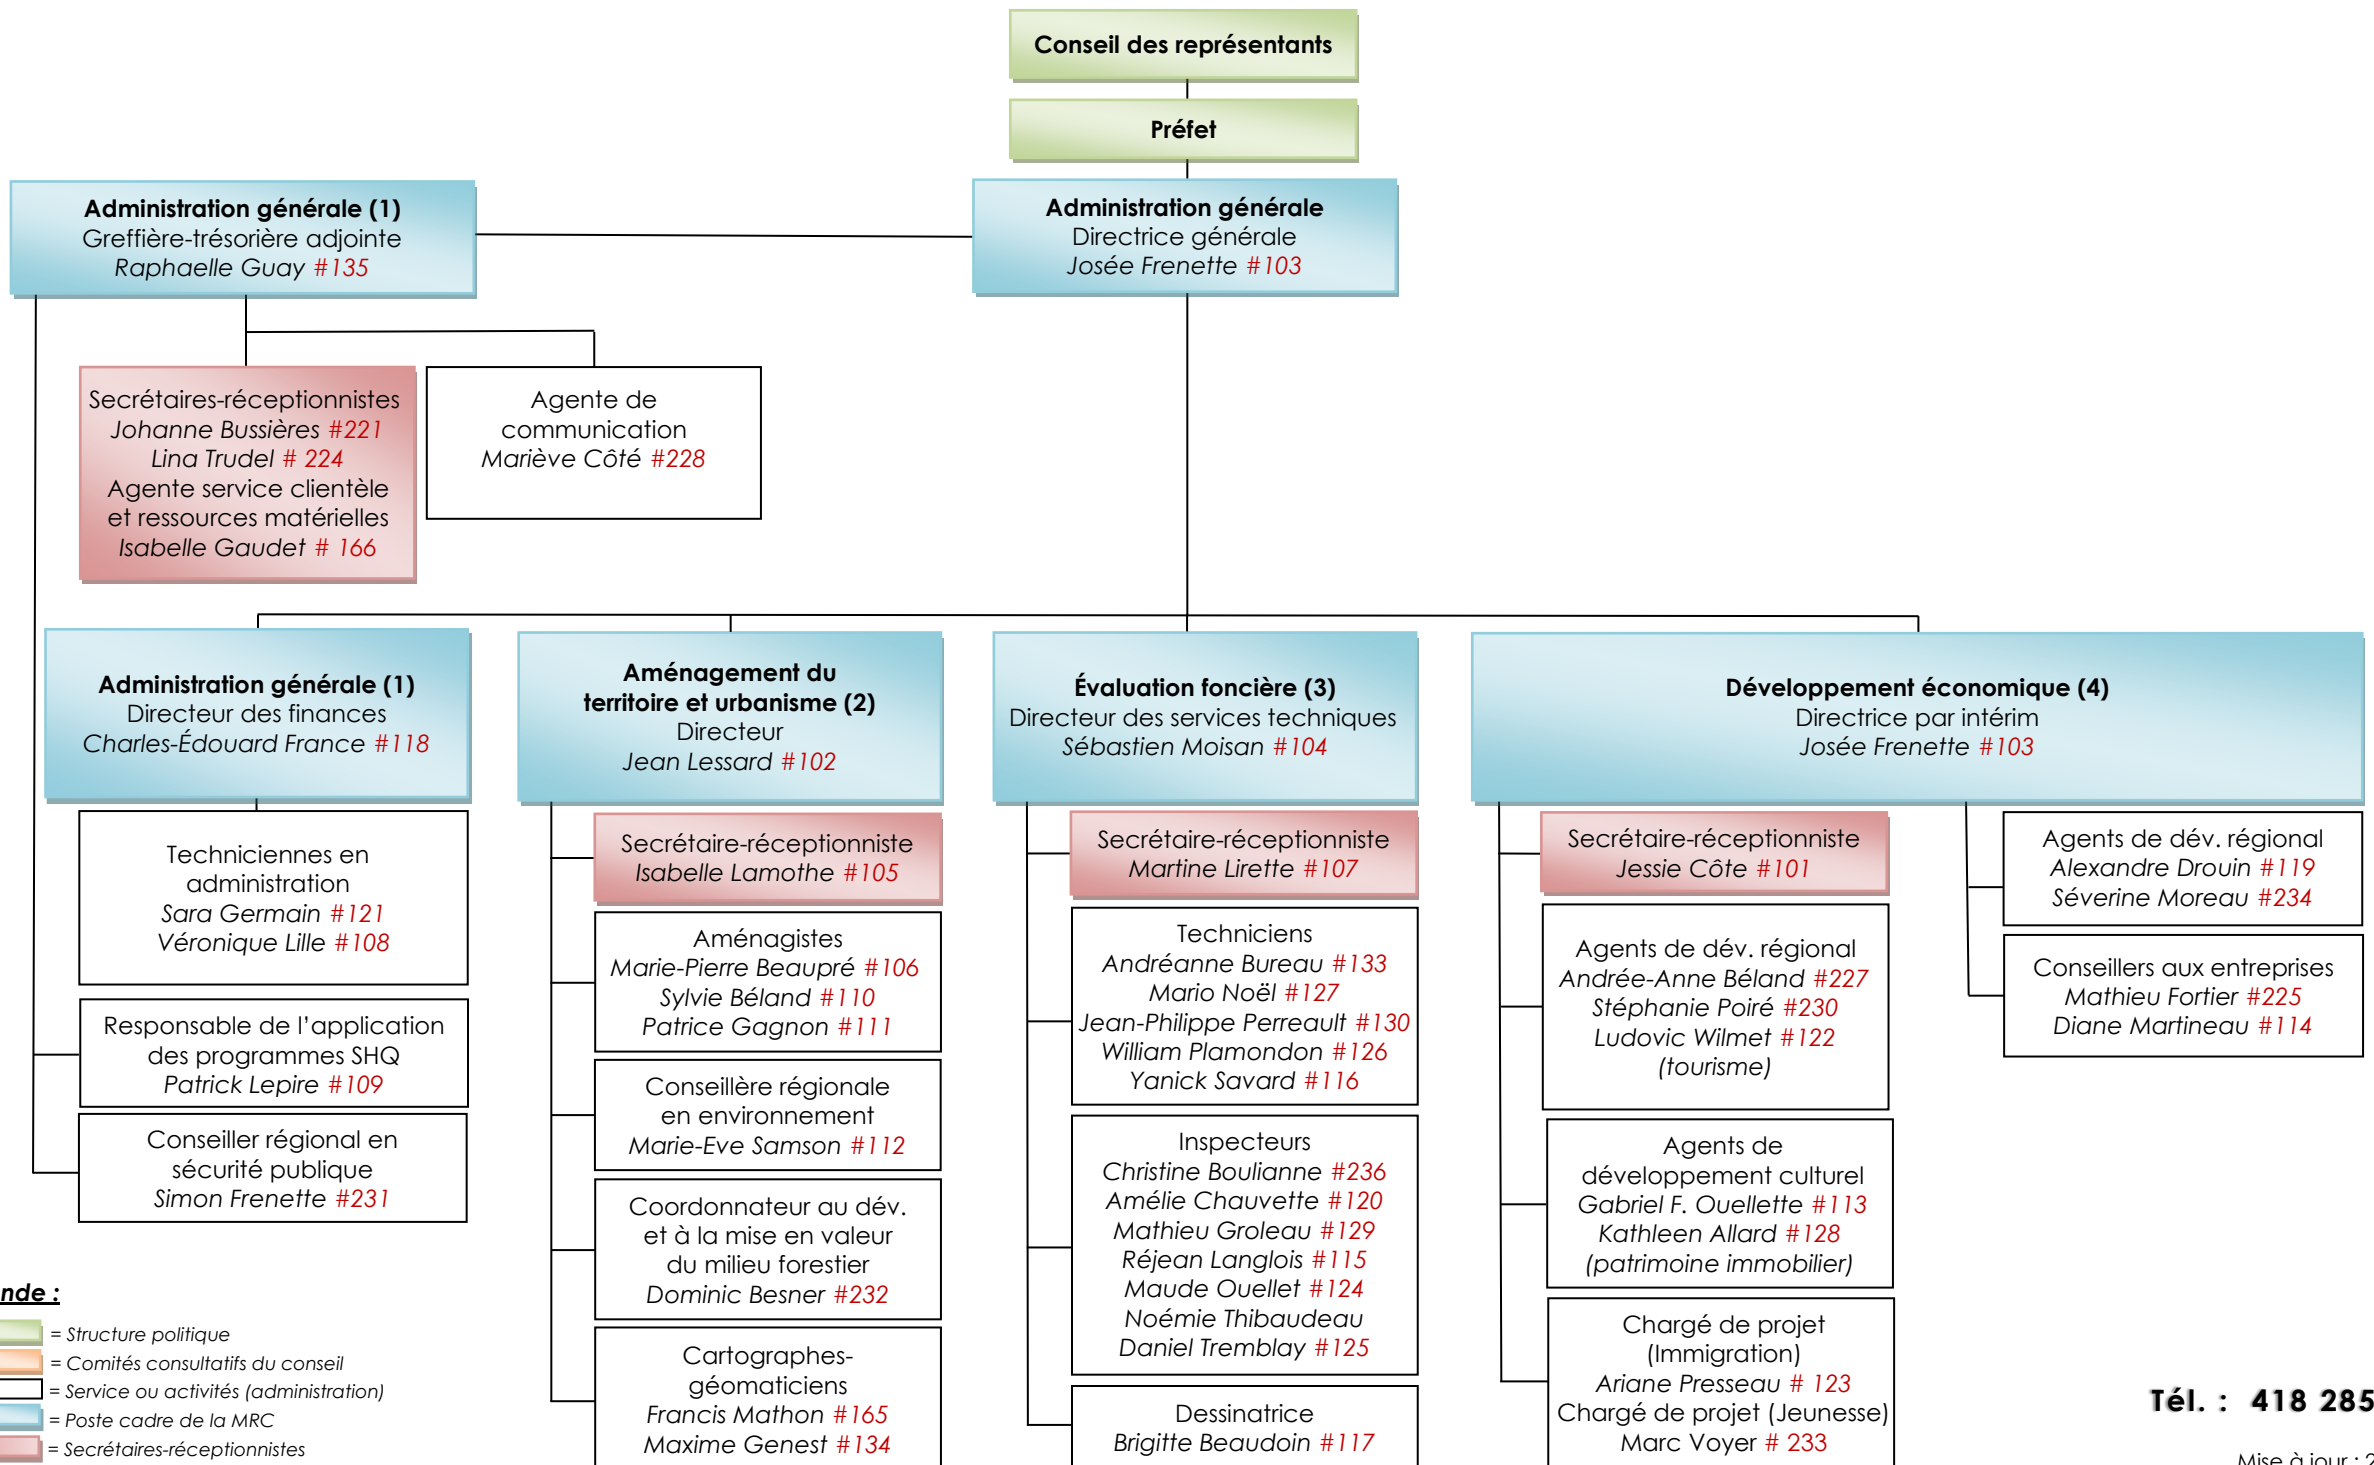 Conseil des représentants
Préfet
Administration générale (1)
Greffière-trésorière adjointe
Raphaelle Guay #135
Administration générale
Directrice générale
Josée Frenette #103
Secrétaires-réceptionnistes
Johanne Bussières #221
Lina Trudel # 224
Agente service clientèle
et ressources matérielles
Isabelle Gaudet # 166
Agente de
communication
Mariève Côté #228
Administration générale (1)
Directeur des finances
Charles-Édouard France #118
Techniciennes en
administration
Sara Germain #121
Véronique Lille #108
Responsable de l'application
des programmes SHQ
Patrick Lepire #109
Conseiller régional en
sécurité publique
Simon Frenette #231
Aménagement du
territoire et urbanisme (2)
Directeur
Jean Lessard #102
Secrétaire-réceptionniste
Isabelle Lamothe #105
Aménagistes
Marie-Pierre Beaupré #106
Sylvie Béland #110
Patrice Gagnon #111
Conseillère régionale
en environnement
Marie-Eve Samson #112
Coordonnateur au dév.
et à la mise en valeur
du milieu forestier
Dominic Besner #232
Cartographes-
géomaticiens
Francis Mathon #165
Maxime Genest #134
Évaluation foncière (3)
Directeur des services techniques
Sébastien Moisan #104
Secrétaire-réceptionniste
Martine Lirette #107
Techniciens
Andréanne Bureau #133
Mario Noël #127
Jean-Philippe Perreault #130
William Plamondon #126
Yanick Savard #116
Inspecteurs
Christine Boulianne #236
Amélie Chauvette #120
Mathieu Groleau #129
Réjean Langlois #115
Maude Ouellet #124
Noémie Thibaudeau
Daniel Tremblay #125
Dessinatrice
Brigitte Beaudoin #117
Développement économique (4)
Directrice par intérim
Josée Frenette #103
Secrétaire-réceptionniste
Jessie Côte #101
Agents de dév. régional
Andrée-Anne Béland #227
Stéphanie Poiré #230
Ludovic Wilmet #122
(tourisme)
Agents de
développement culturel
Gabriel F. Ouellette #113
Kathleen Allard #128
(patrimoine immobilier)
Chargé de projet
(Immigration)
Ariane Presseau # 123
Chargé de projet (Jeunesse)
Marc Voyer # 233
Agents de dév. régional
Alexandre Drouin #119
Séverine Moreau #234
Conseillers aux entreprises
Mathieu Fortier #225
Diane Martineau #114
nde :
= Structure politique
= Comités consultatifs du conseil
= Service ou activités (administration)
= Poste cadre de la MRC
= Secrétaires-réceptionnistes
Tél. : 418 285
Mise à jour : 2